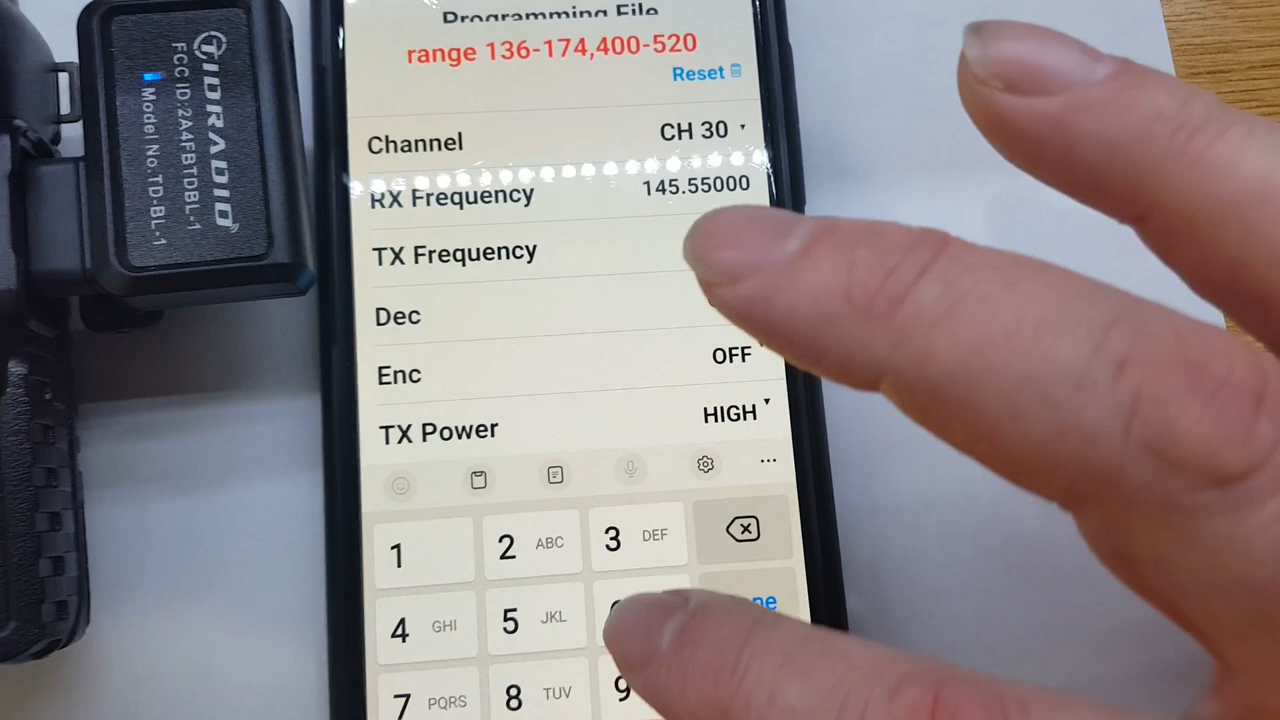 TIDRADIO
FCC ID:2A4FBTDBL-1
Model No.TD-BL-1
Programming File
range 136-174,400-520
Reset
Channel CH 30
RX Frequency 145.55000
TX Frequency
Dec
Enc OFF
TX Power HIGH
1 2 ABC 3 DEF
4 GHI 5 JKL
7 PQRS 8 TUV 9